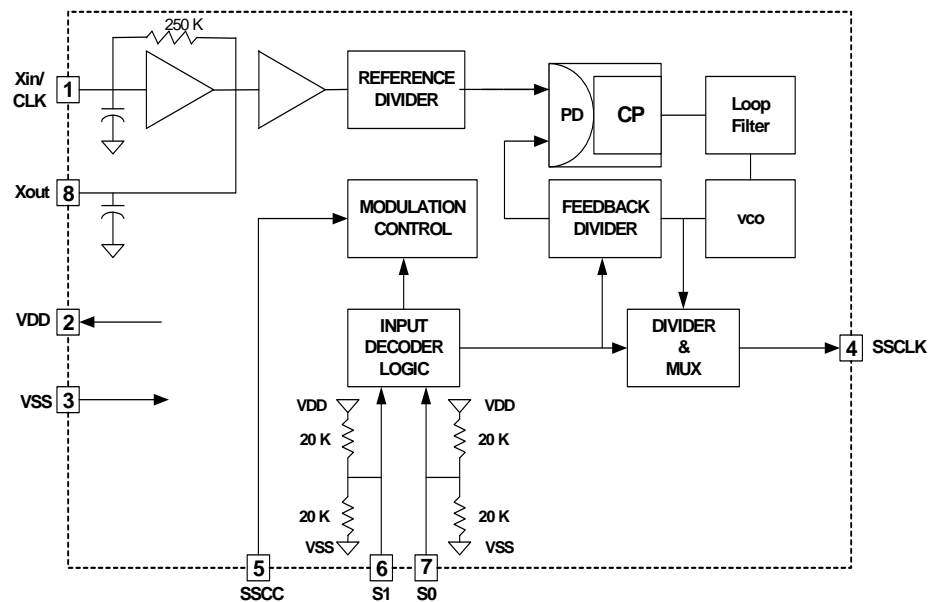 250 K
Xin/
CLK
1
REFERENCE
DIVIDER
PD
CP
Loop
Filter
Xout
8
MODULATION
CONTROL
FEEDBACK
DIVIDER
vco
VDD
2
INPUT
DECODER
LOGIC
DIVIDER
&
MUX
4
SSCLK
VSS
3
VDD
VDD
20 K
20 K
20 K
20 K
VSS
VSS
5
6
7
SSCC
S1
S0